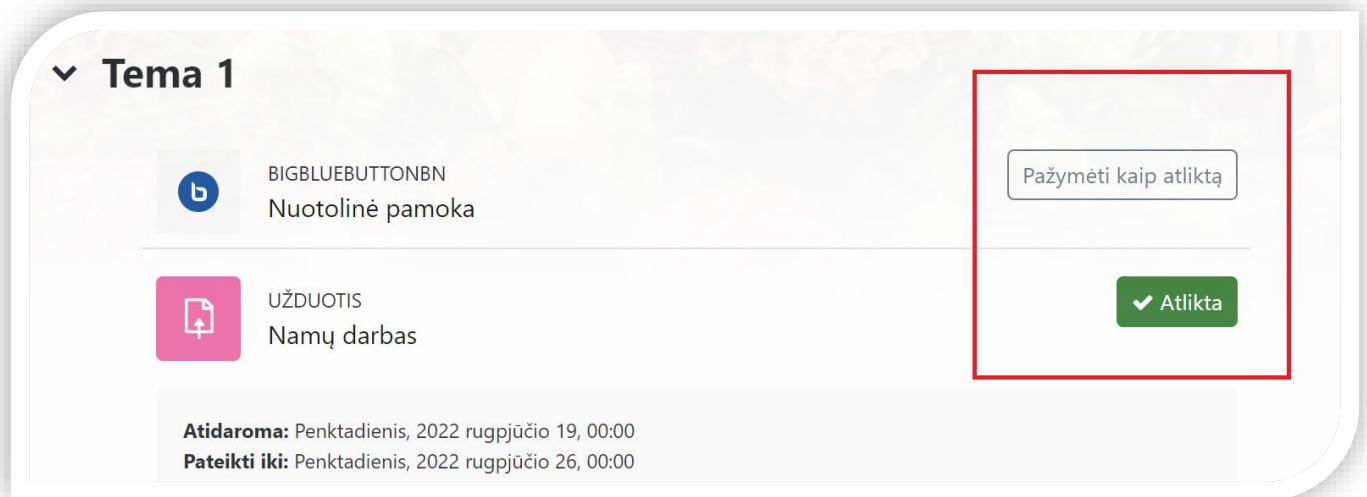 Tema 1
BIGBLUEBUTTONBN
Nuotolinė pamoka
Pažymėti kaip atliktą
UŽDUOTIS
Namų darbas
Atlikta
Atidaroma: Penktadienis, 2022 rugpjūčio 19, 00:00
Pateikti iki: Penktadienis, 2022 rugpjūčio 26, 00:00